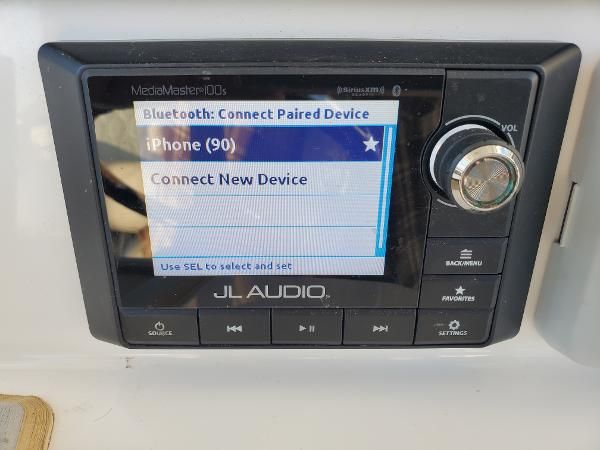 MediaMaster®100s
((SiriusXM))
VOL
Bluetooth: Connect Paired Device
iPhone (90)
Connect New Device
Use SEL to select and set
BACK/MENU
JL AUDIO
FAVORITES
SOURCE
SETTINGS